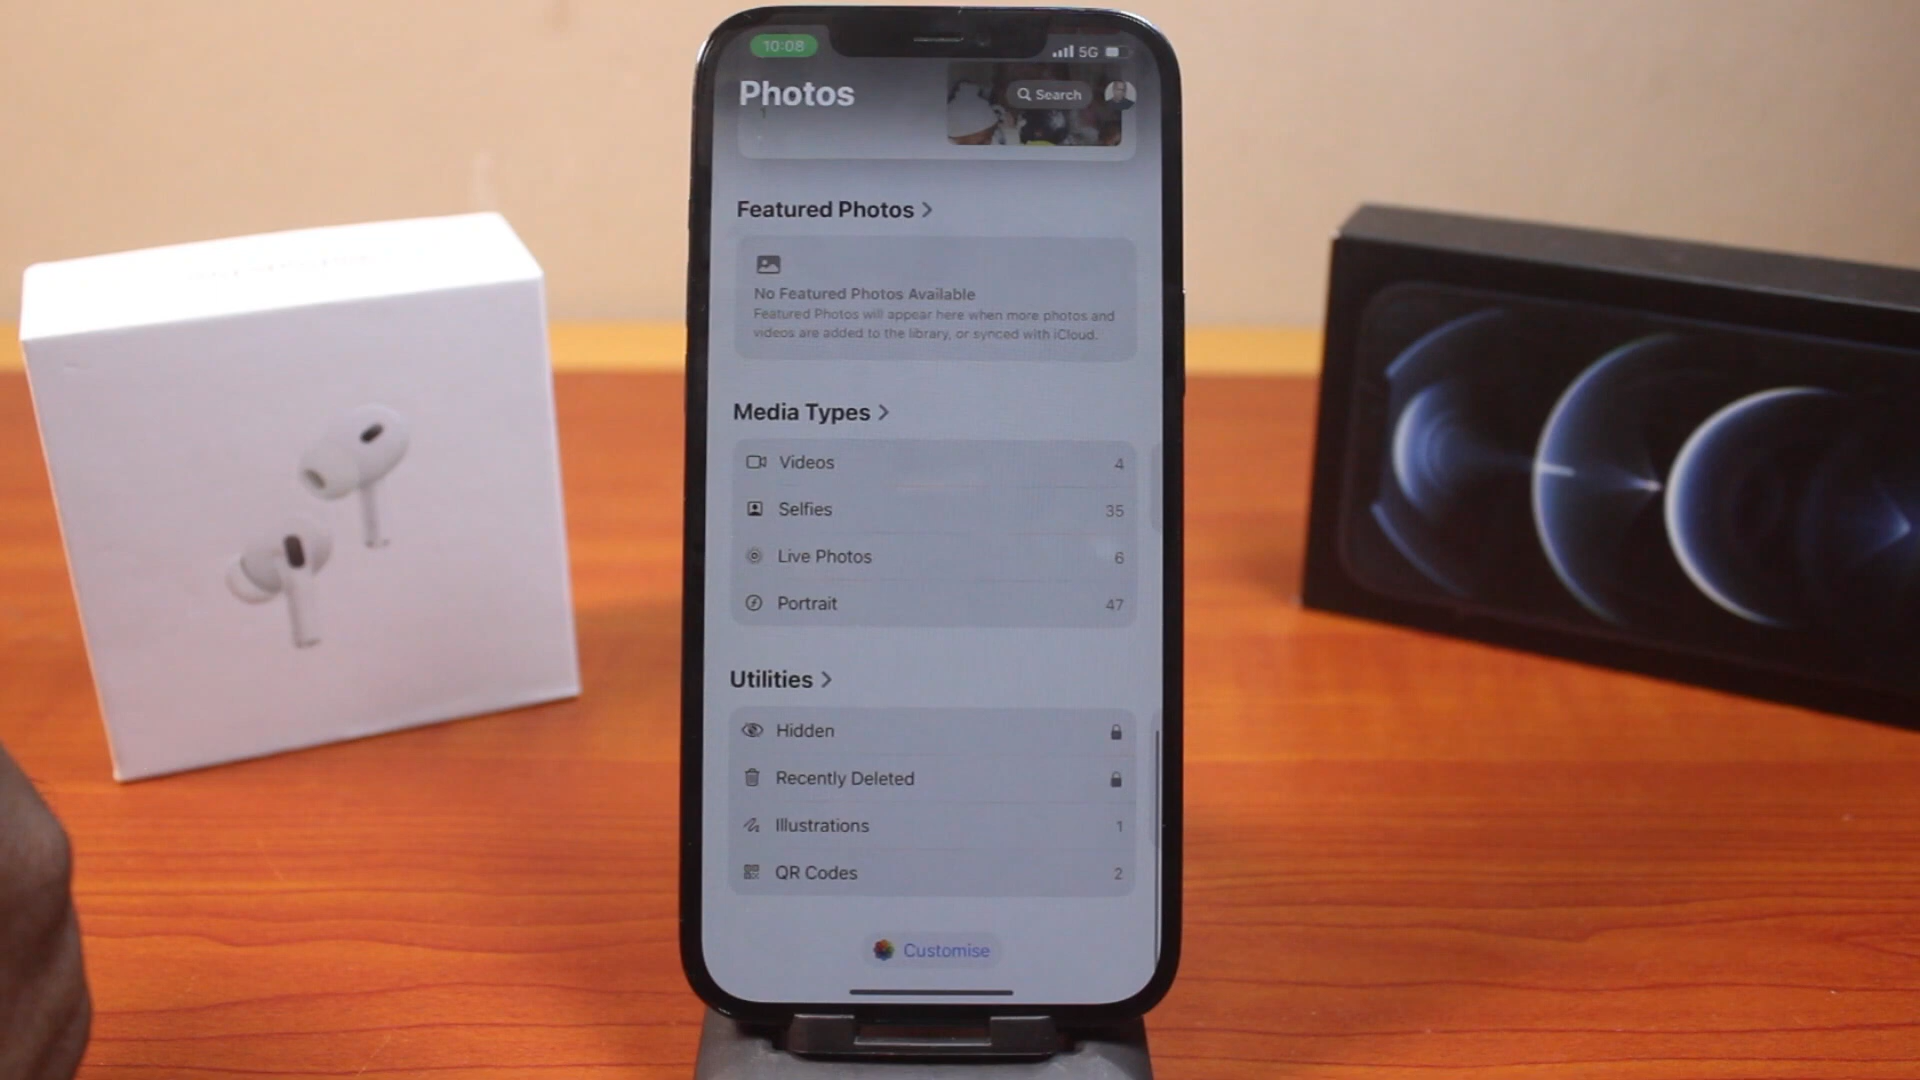 10:08
5G
Photos
Search
1
Featured Photos
No Featured Photos Available
Featured Photos will appear here when more photos and
videos are added to the library, or synced with iCloud.
Media Types
Videos 4
Selfies 35
Live Photos 6
Portrait 47
Utilities
Hidden
Recently Deleted
Illustrations 1
QR Codes 2
Customise